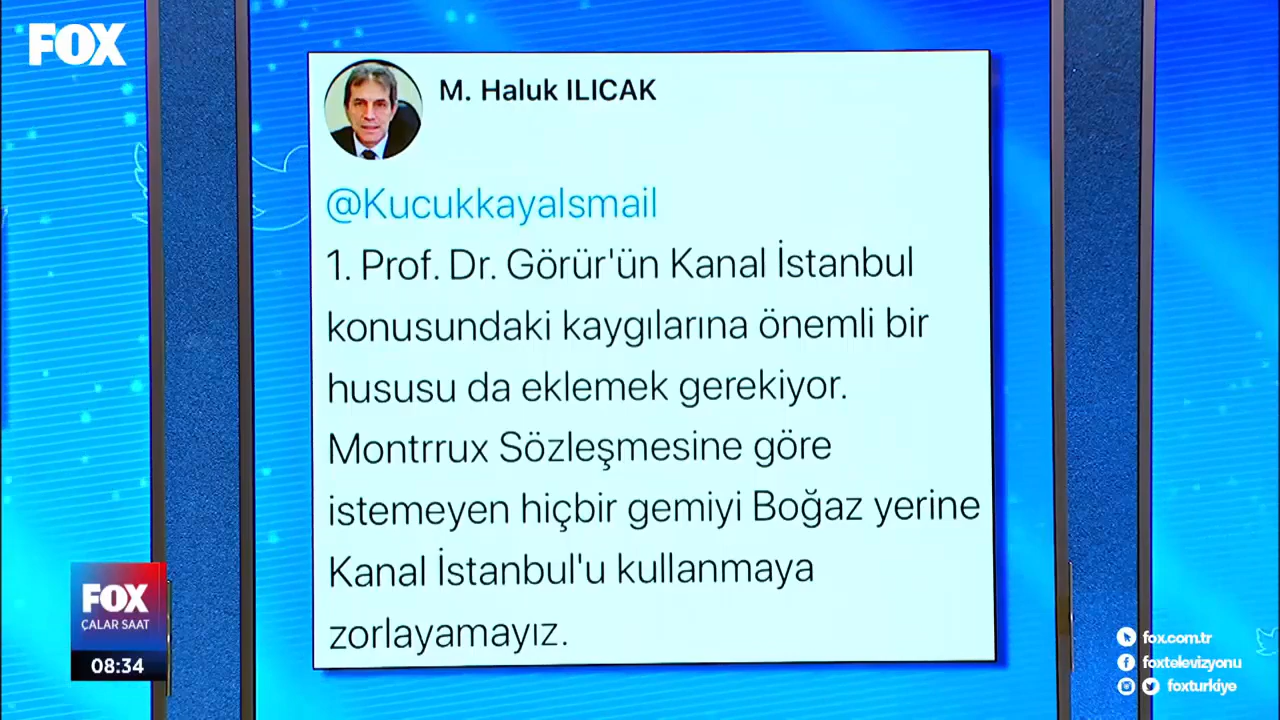 FOX
M. Haluk ILICAK
@KucukkayaIsmail
1. Prof. Dr. Görür'ün Kanal İstanbul
konusundaki kaygılarına önemli bir
hususu da eklemek gerekiyor.
Montrrux Sözleşmesine göre
istemeyen hiçbir gemiyi Boğaz yerine
Kanal İstanbul'u kullanmaya
zorlayamayız.
FOX
ÇALAR SAAT
08:34
fox.com.tr
foxtelevizyonu
foxturkiye